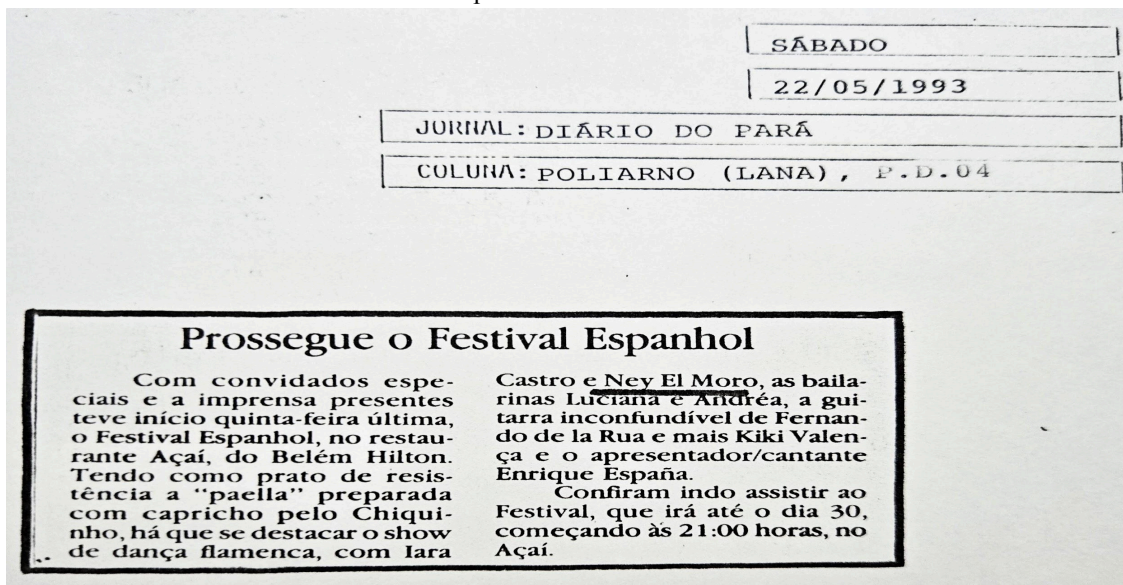 SÁBADO
22/05/1993
JORNAL: DIÁRIO DO PARÁ
COLUNA: POLIARNO (LANA), P.D.04
Prossegue o Festival Espanhol
Com convidados espe-
ciais e a imprensa presentes
teve início quinta-feira última,
o Festival Espanhol, no restau-
rante Açaí, do Belém Hilton.
Tendo como prato de resis-
tência a "paella" preparada
com capricho pelo Chiqui-
nho, há que se destacar o show
de dança flamenca, com Iara
Castro e Ney El Moro, as baila-
rinas Luciana e Andréa, a gui-
tarra inconfundível de Fernan-
do de la Rua e mais Kiki Valen-
ça e o apresentador/cantante
Enrique España.
Confiram indo assistir ao
Festival, que irá até o dia 30,
começando às 21:00 horas, no
Açaí.